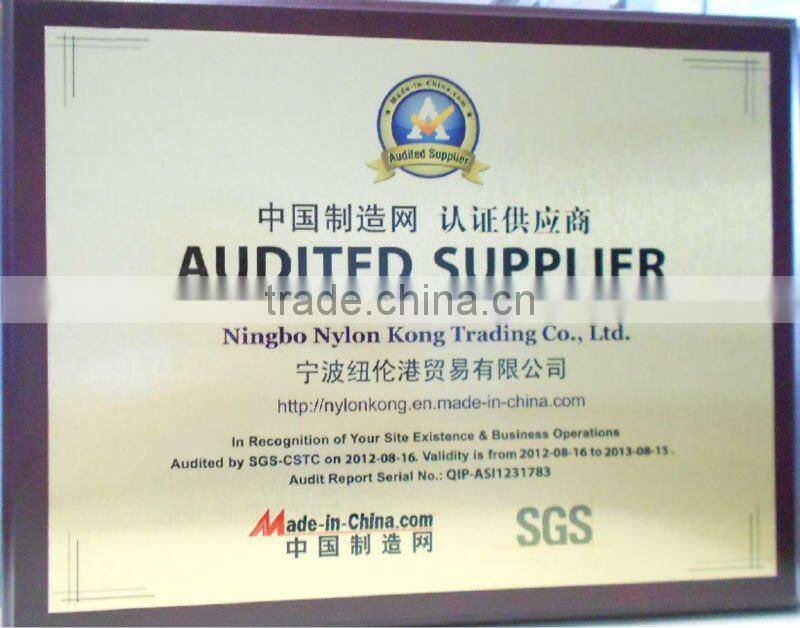 Made-in-China.com
Audited Supplier
中国制造网 认证供应商
AUDITED SUPPLIER
trade.china.cn
Ningbo Nylon Kong Trading Co., Ltd.
宁波纽伦港贸易有限公司
http://nylonkong.en.made-in-china.com
In Recognition of Your Site Existence & Business Operations
Audited by SGS-CSTC on 2012-08-16. Validity is from 2012-08-16 to 2013-08-15.
Audit Report Serial No.: QIP-ASI1231783
Made-in-China.com
中国制造网
SGS